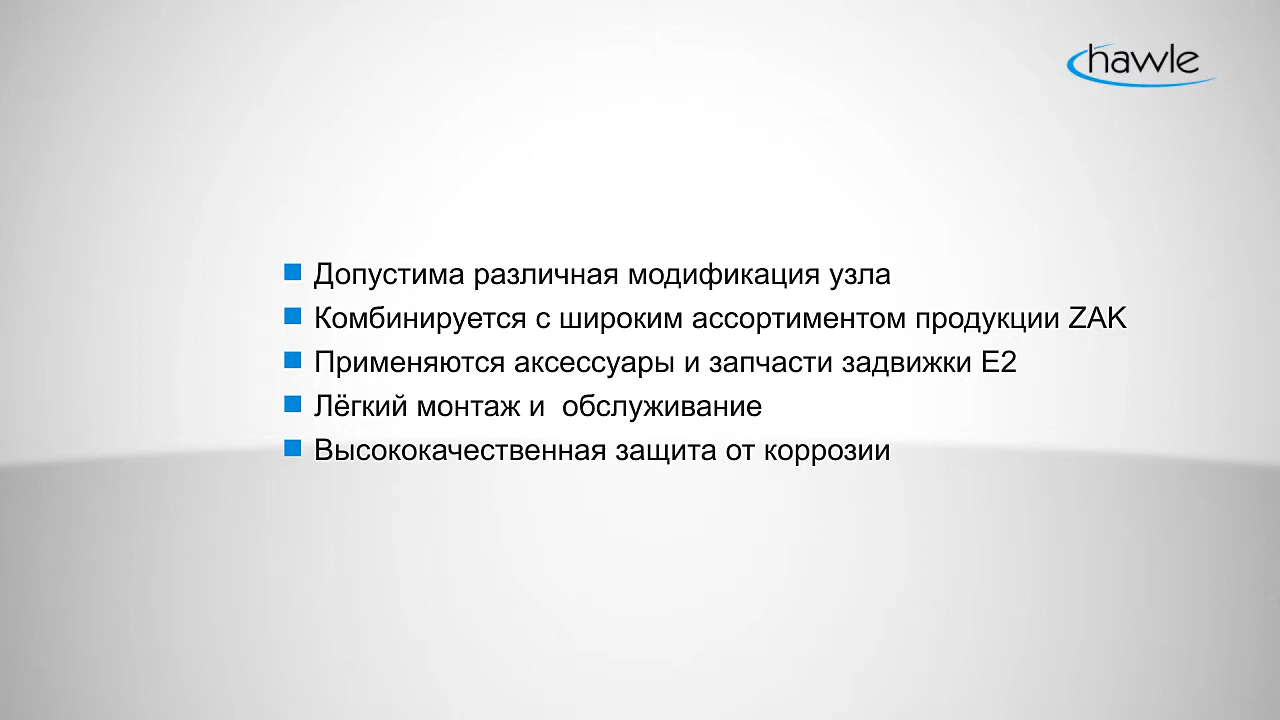 hawle
Допустима различная модификация узла
Комбинируется с широким ассортиментом продукции ZAK
Применяются аксессуары и запчасти задвижки E2
Лёгкий монтаж и  обслуживание
Высококачественная защита от коррозии